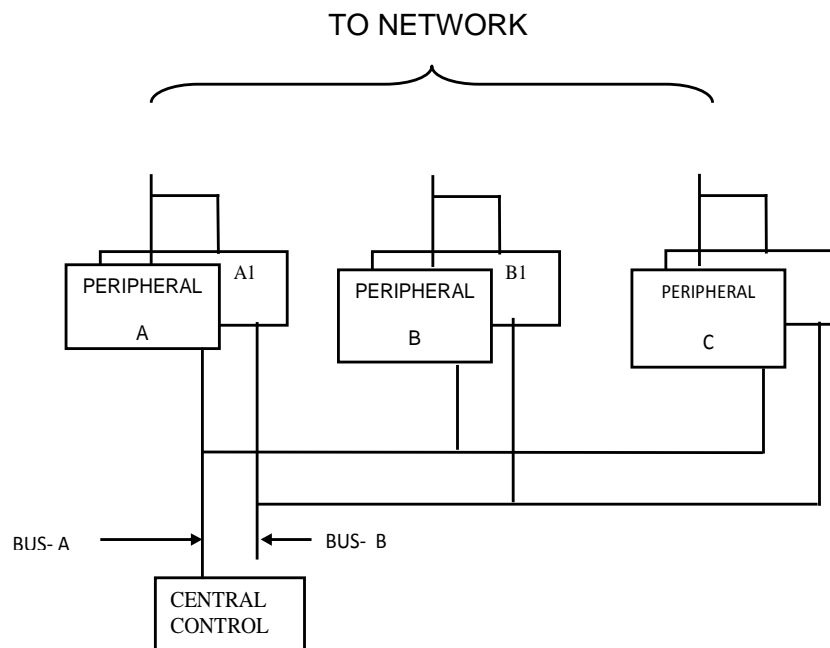 TO NETWORK
A1
B1
PERIPHERAL
PERIPHERAL
PERIPHERAL
A
B
C
BUS- A
BUS- B
CENTRAL
CONTROL